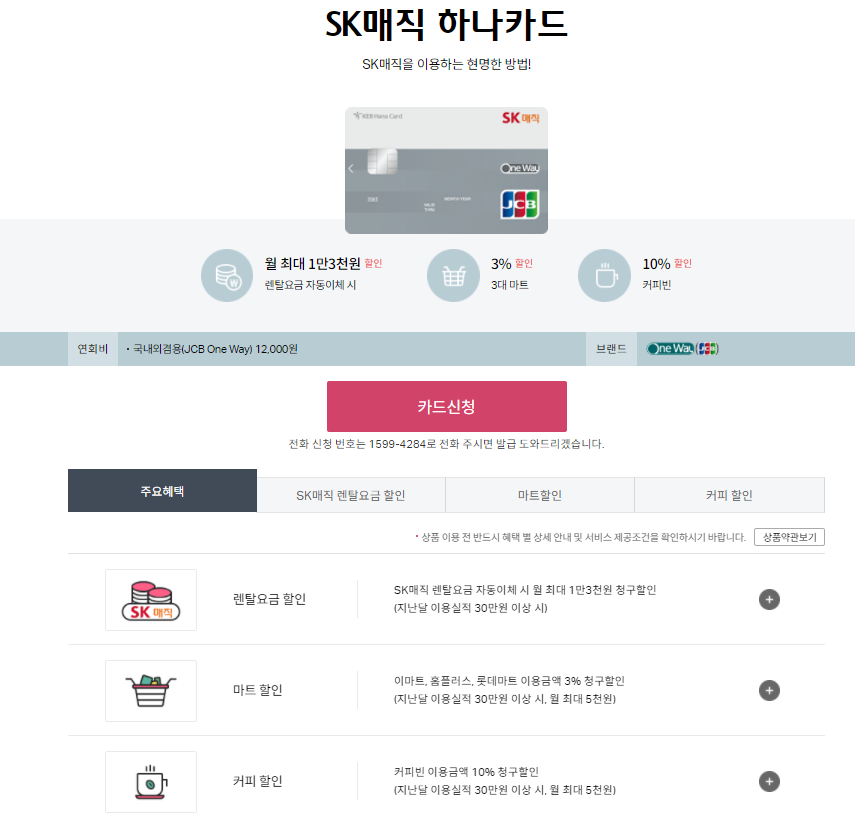 SK매직 하나카드
SK매직을 이용하는 현명한 방법!
KEB Hana Card
SK매직
One Way
MONTH/YEAR
VALID
THRU
JCB
월 최대 1만3천원 할인
렌탈요금 자동이체 시
3% 할인
3대 마트
10% 할인
커피빈
연회비
· 국내외겸용(JCB One Way) 12,000원
브랜드
One Way(JCB)
카드신청
전화 신청 번호는 1599-4284로 전화 주시면 발급 도와드리겠습니다.
주요혜택
SK매직 렌탈요금 할인
마트할인
커피 할인
· 상품 이용 전 반드시 혜택 별 상세 안내 및 서비스 제공조건을 확인하시기 바랍니다.
상품약관보기
SK매직
렌탈요금 할인
SK매직 렌탈요금 자동이체 시 월 최대 1만3천원 청구할인
(지난달 이용실적 30만원 이상 시)
마트 할인
이마트, 홈플러스, 롯데마트 이용금액 3% 청구할인
(지난달 이용실적 30만원 이상 시, 월 최대 5천원)
커피 할인
커피빈 이용금액 10% 청구할인
(지난달 이용실적 30만원 이상 시, 월 최대 5천원)